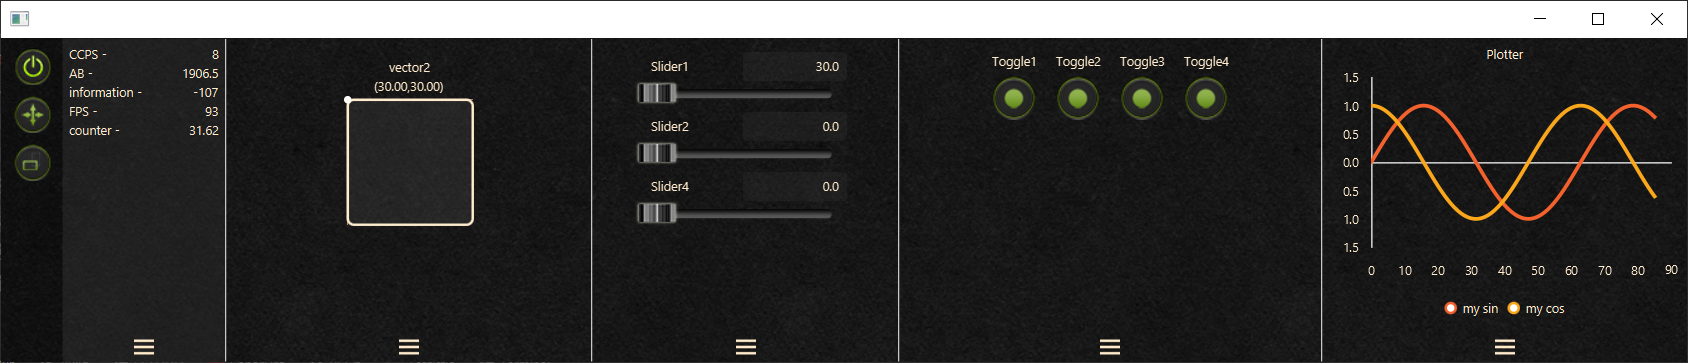 CCPS - 8
AB - 1906.5
information - -107
FPS - 93
counter - 31.62
vector2
(30.00,30.00)
Slider1 30.0
Slider2 0.0
Slider4 0.0
Toggle1 Toggle2 Toggle3 Toggle4
Plotter
1.5
1.0
0.5
0.0
0.5
1.0
1.5
0 10 20 30 40 50 60 70 80 90
my sin my cos